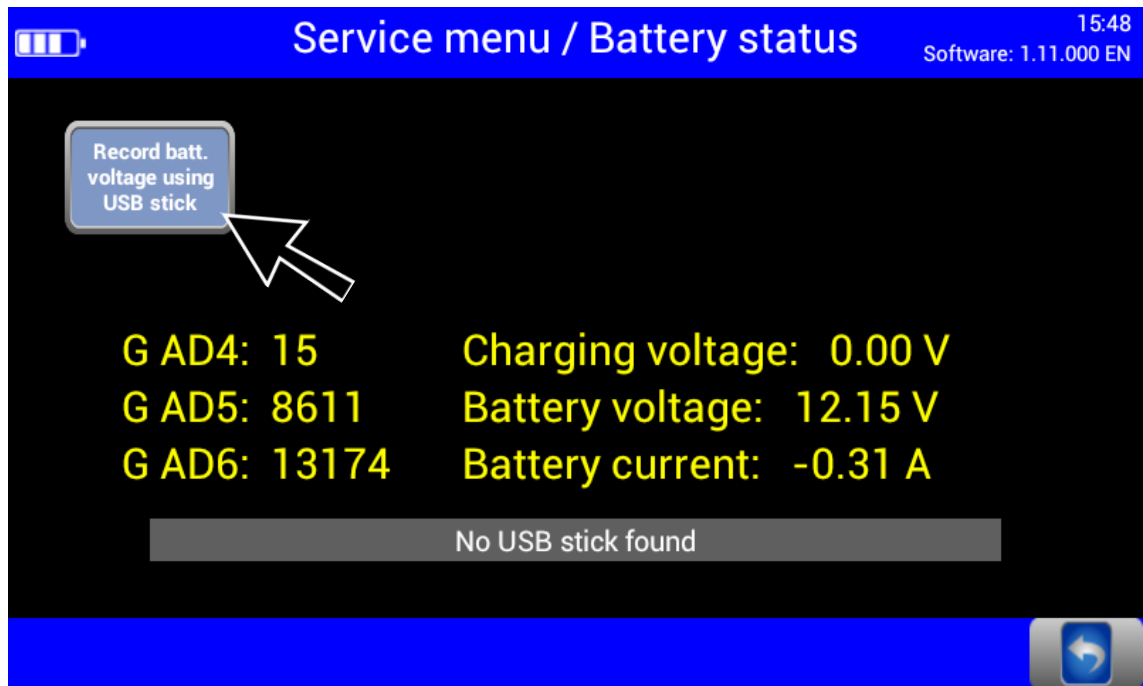 Service menu / Battery status
15:48
Software: 1.11.000 EN
Record batt.
voltage using
USB stick
G AD4: 15 Charging voltage: 0.00 V
G AD5: 8611 Battery voltage: 12.15 V
G AD6: 13174 Battery current: -0.31 A
No USB stick found